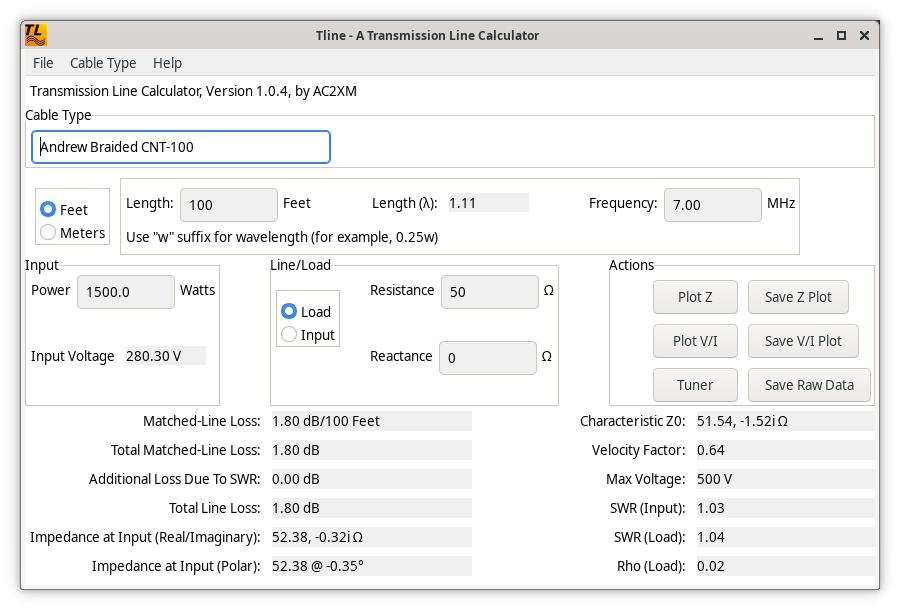 TL
Tline - A Transmission Line Calculator
File Cable Type Help
Transmission Line Calculator, Version 1.0.4, by AC2XM
Cable Type
Andrew Braided CNT-100
Feet
Meters
Length: 100 Feet Length (λ): 1.11 Frequency: 7.00 MHz
Use "w" suffix for wavelength (for example, 0.25w)
Input
Power 1500.0 Watts
Input Voltage 280.30 V
Line/Load
Load
Input
Resistance 50 Ω
Reactance 0 Ω
Actions
Plot Z Save Z Plot
Plot V/I Save V/I Plot
Tuner Save Raw Data
Matched-Line Loss: 1.80 dB/100 Feet
Total Matched-Line Loss: 1.80 dB
Additional Loss Due To SWR: 0.00 dB
Total Line Loss: 1.80 dB
Impedance at Input (Real/Imaginary): 52.38, -0.32i Ω
Impedance at Input (Polar): 52.38 @ -0.35°
Characteristic Z0: 51.54, -1.52i Ω
Velocity Factor: 0.64
Max Voltage: 500 V
SWR (Input): 1.03
SWR (Load): 1.04
Rho (Load): 0.02